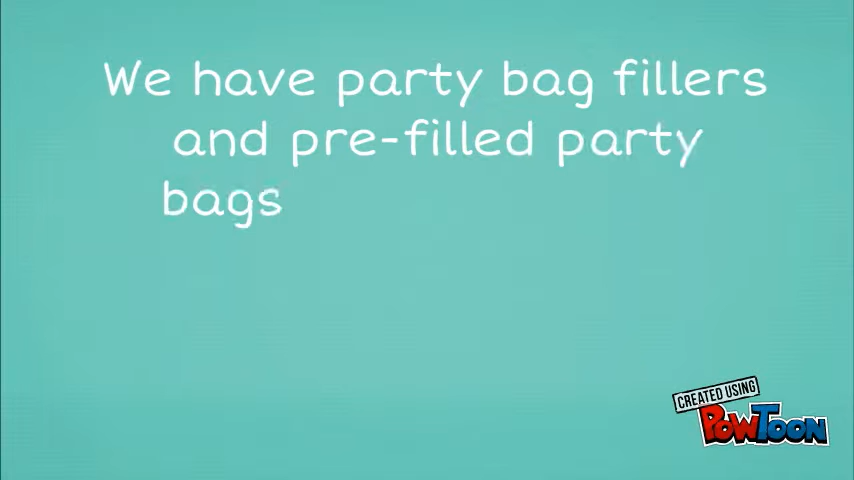 We have party bag fillers
and pre-filled party
bags
CREATED USING
POWTOON